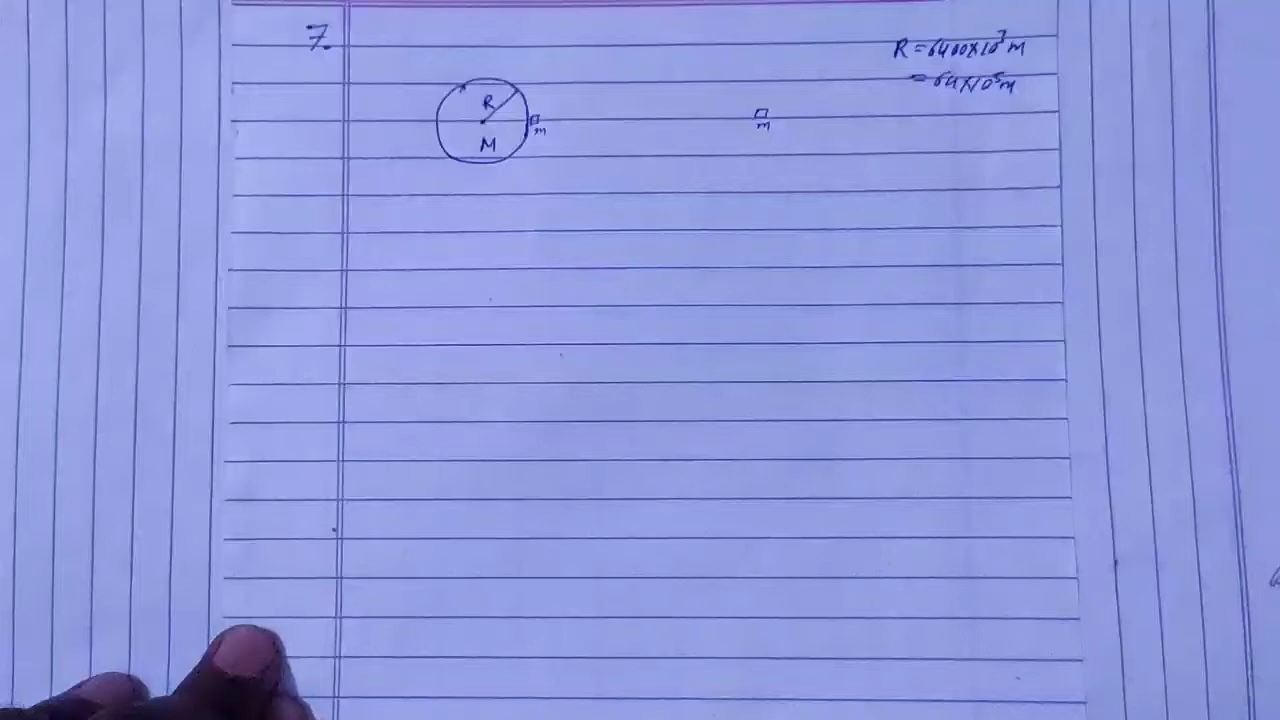 7.
R = 6400×10³ m
= 64×10⁵ m
R
m
m
M